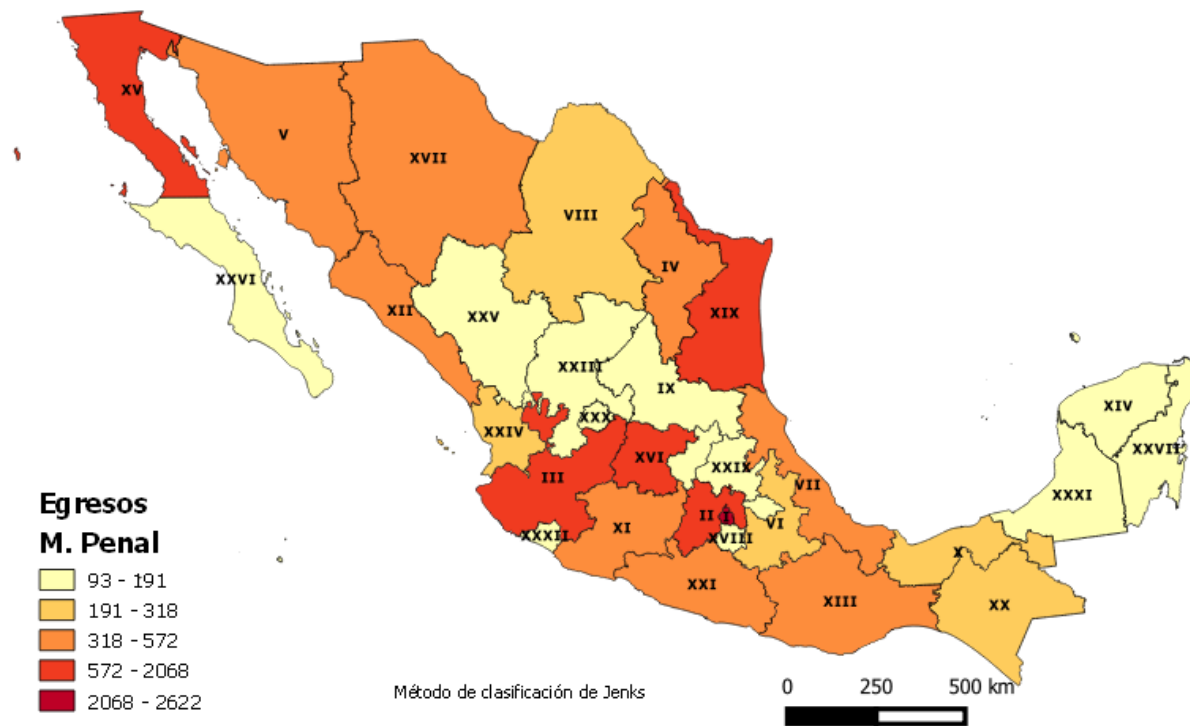 XV
V
XVII
VIII
IV
XXVI
XII
XXV
XIX
XXIII
IX
XXX
XIV
XXIV
XXVII
XVI
XXIX
III
VII
XXXI
II
I
VI
XI
XXXII
XVIII
X
XXI
XIII
XX
Egresos
M. Penal
93 - 191
191 - 318
318 - 572
572 - 2068
2068 - 2622
Método de clasificación de Jenks
0 250 500 km